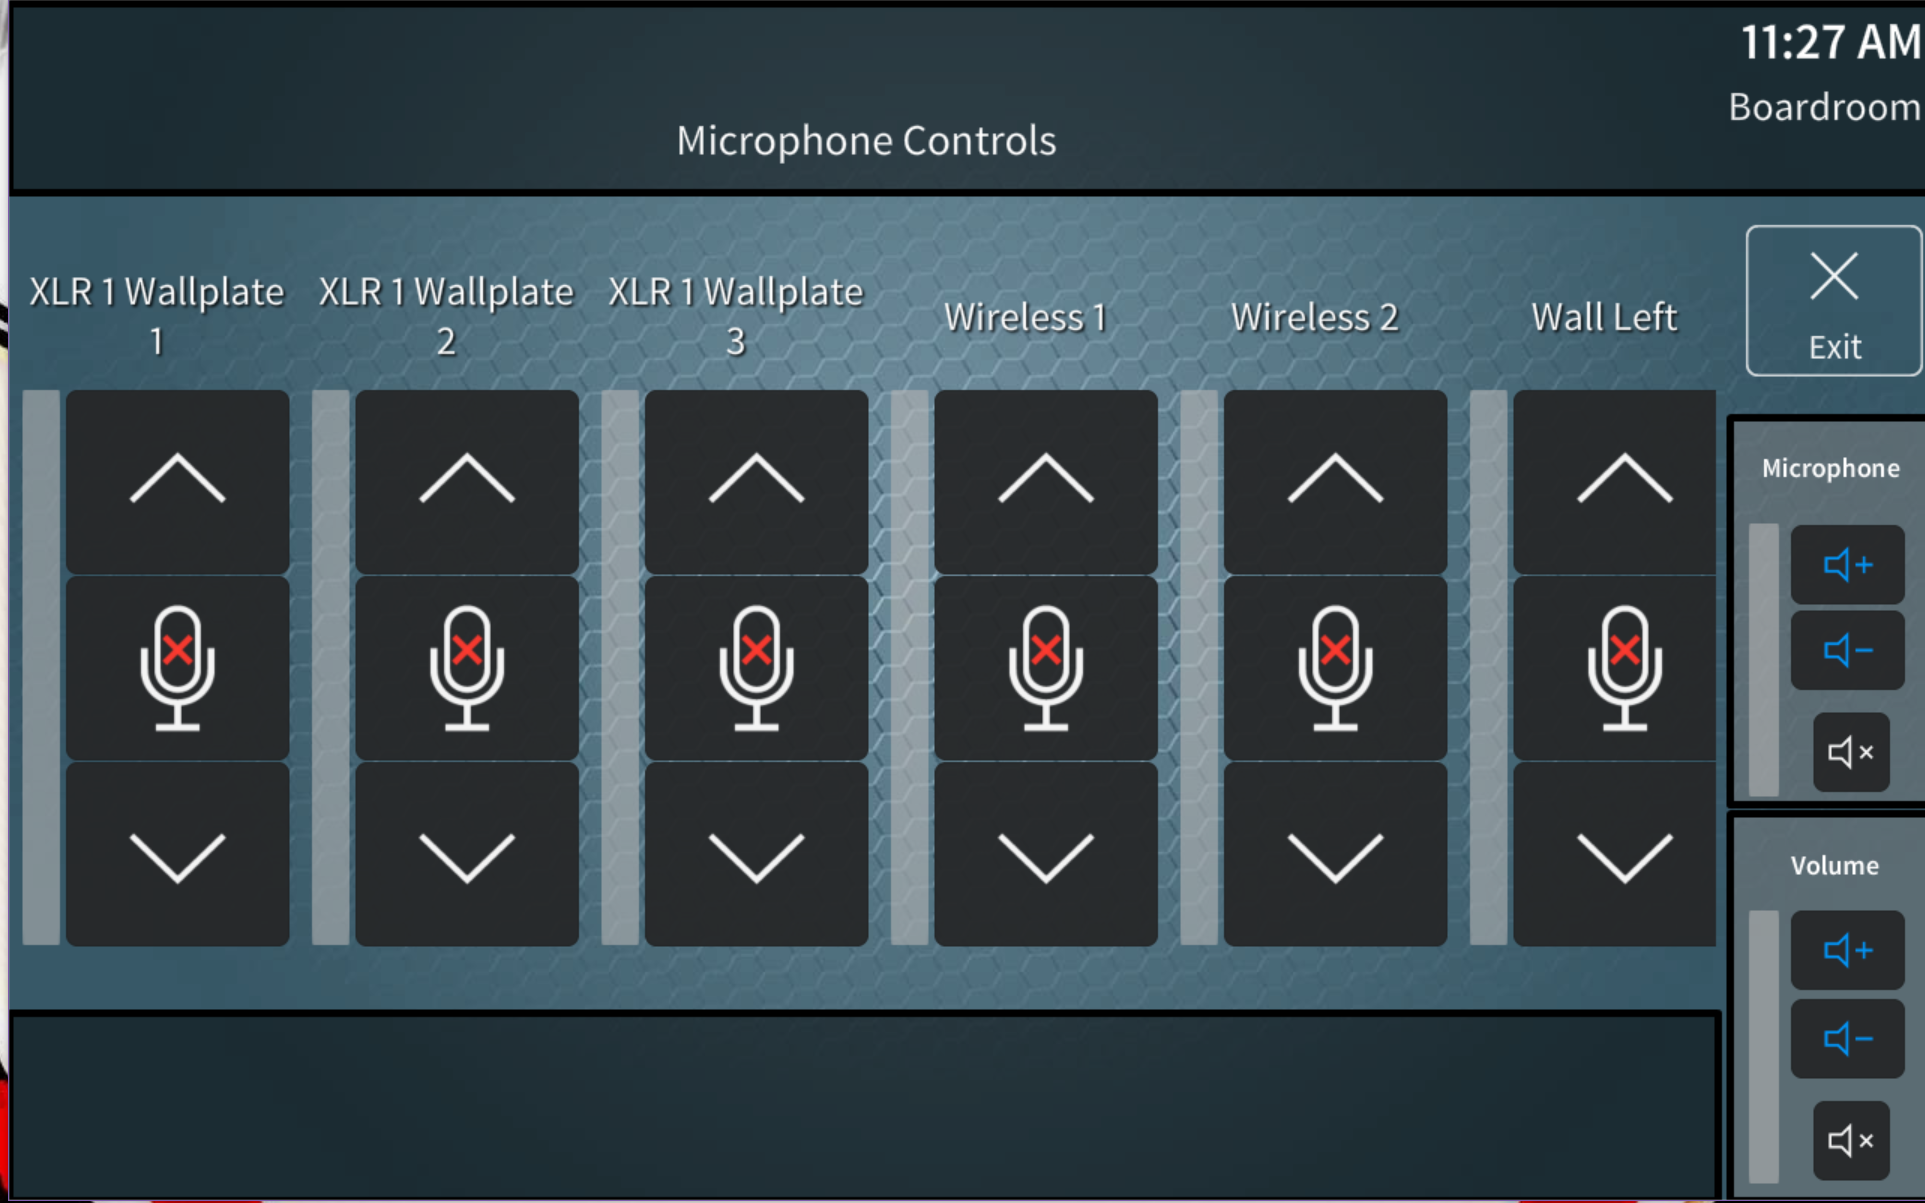 11:27 AM
Boardroom
Microphone Controls
XLR 1 Wallplate
1
XLR 1 Wallplate
2
XLR 1 Wallplate
3
Wireless 1
Wireless 2
Wall Left
Exit
Microphone
Volume